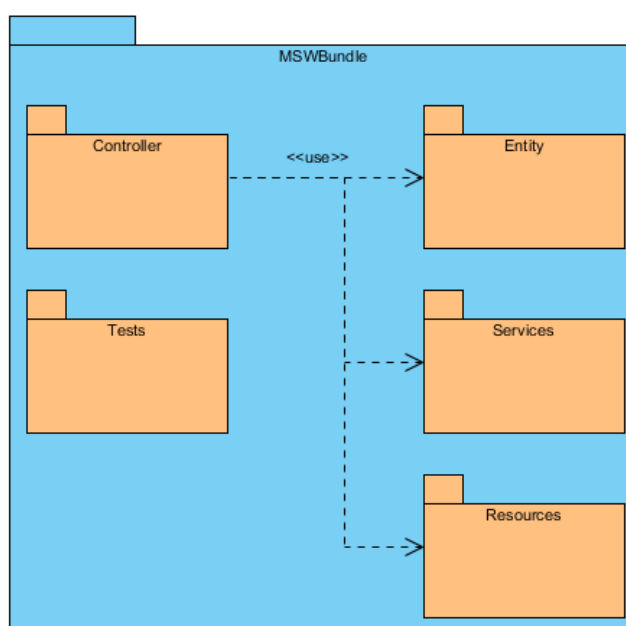 MSWBundle
Controller
<<use>>
Entity
Tests
Services
Resources